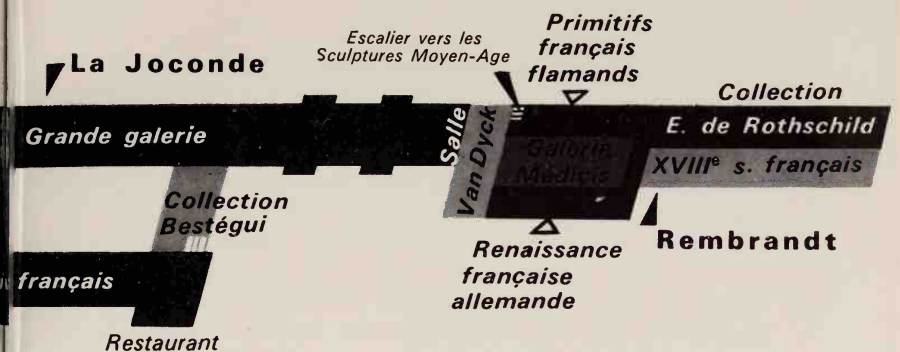 Primitifs
français
flamands
Escalier vers les
Sculptures Moyen-Age
La Joconde
Collection
E. de Rothschild
Grande galerie
Salle
Van Dyck
Galerie
Médicis
XVIIIe s. français
Collection
Bestégui
Rembrandt
Renaissance
française
allemande
français
Restaurant